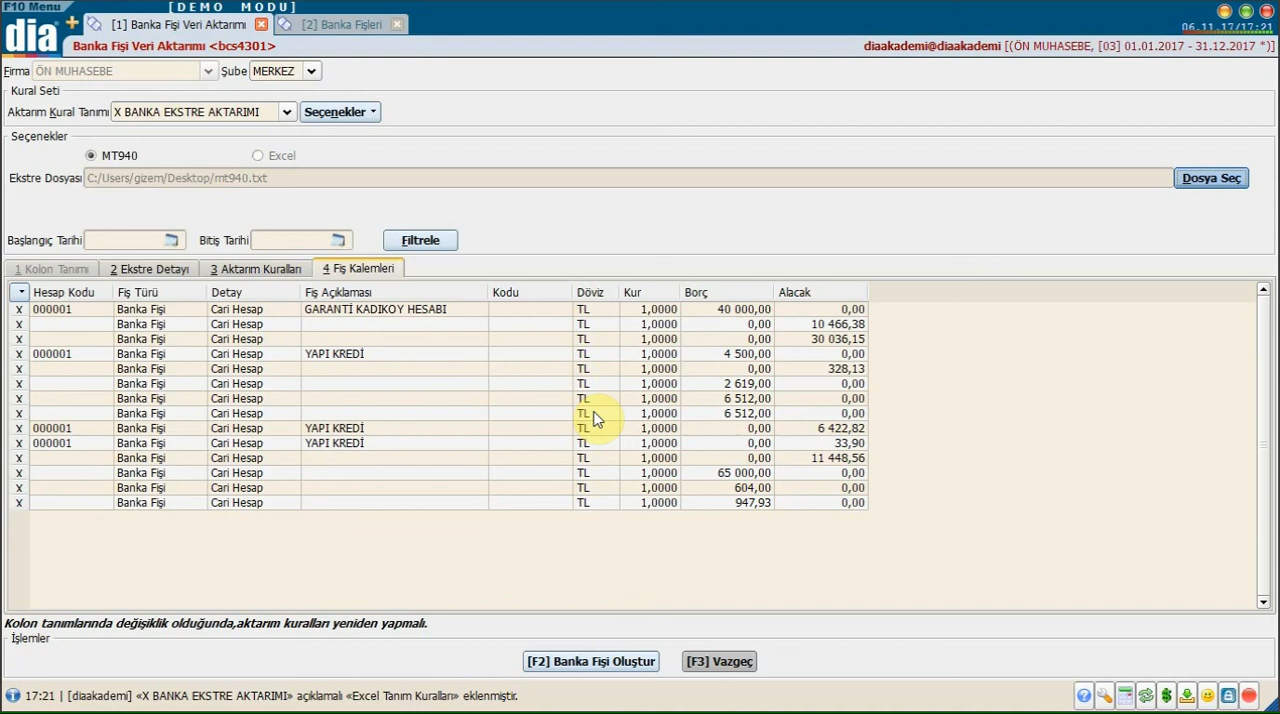 F10 Menu [ D E M O   M O D U ]
dia [1] Banka Fişi Veri Aktarımı [2] Banka Fişleri 06.11.17/17:21
Banka Fişi Veri Aktarımı <bcs4301> diaakademi@diaakademi [(ÖN MUHASEBE, [03] 01.01.2017 - 31.12.2017 *)]
Firma ÖN MUHASEBE Şube MERKEZ
Kural Seti
Aktarım Kural Tanımı X BANKA EKSTRE AKTARIMI Seçenekler
Seçenekler
MT940 Excel
Ekstre Dosyası C:/Users/gizem/Desktop/mt940.txt Dosya Seç
Başlangıç Tarihi Bitiş Tarihi Filtrele
1 Kolon Tanımı 2 Ekstre Detayı 3 Aktarım Kuralları 4 Fiş Kalemleri
Hesap Kodu Fiş Türü Detay Fiş Açıklaması Kodu Döviz Kur Borç Alacak
x 000001 Banka Fişi Cari Hesap GARANTİ KADIKOY HESABI TL 1,0000 40 000,00 0,00
x Banka Fişi Cari Hesap TL 1,0000 0,00 10 466,38
x Banka Fişi Cari Hesap TL 1,0000 0,00 30 036,15
x 000001 Banka Fişi Cari Hesap YAPI KREDİ TL 1,0000 4 500,00 0,00
x Banka Fişi Cari Hesap TL 1,0000 0,00 328,13
x Banka Fişi Cari Hesap TL 1,0000 2 619,00 0,00
x Banka Fişi Cari Hesap TL 1,0000 6 512,00 0,00
x Banka Fişi Cari Hesap TL 1,0000 6 512,00 0,00
x 000001 Banka Fişi Cari Hesap YAPI KREDİ TL 1,0000 0,00 6 422,82
x 000001 Banka Fişi Cari Hesap YAPI KREDİ TL 1,0000 0,00 33,90
x Banka Fişi Cari Hesap TL 1,0000 0,00 11 448,56
x Banka Fişi Cari Hesap TL 1,0000 65 000,00 0,00
x Banka Fişi Cari Hesap TL 1,0000 604,00 0,00
x Banka Fişi Cari Hesap TL 1,0000 947,93 0,00
Kolon tanımlarında değişiklik olduğunda,aktarım kuralları yeniden yapmalı.
İşlemler
[F2] Banka Fişi Oluştur [F3] Vazgeç
17:21 | [diaakademi] «X BANKA EKSTRE AKTARIMI» açıklamalı «Excel Tanım Kuralları» eklenmiştir.